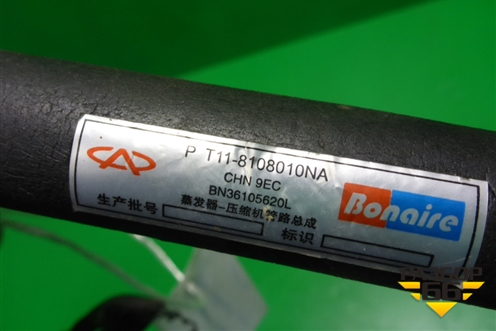 P T11-8108010NA
CHN 9EC
BN36105620L
蒸发器-压缩机管路总成
生产批号 标识
Bonaire
66